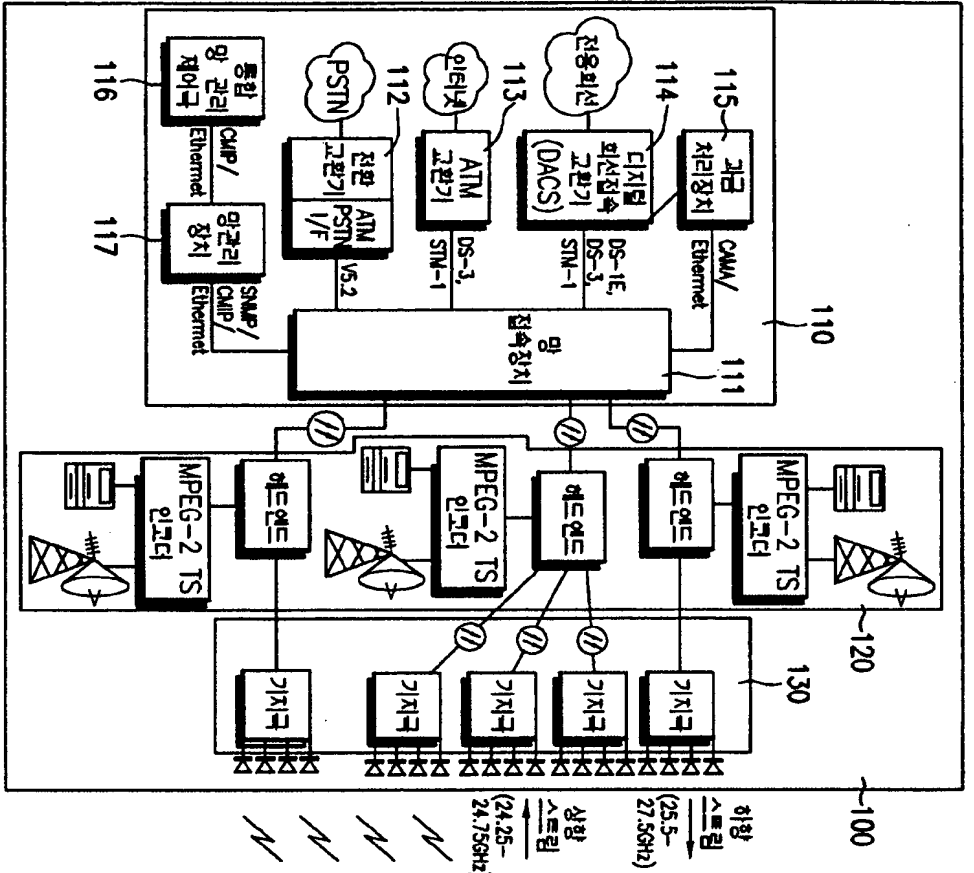 하향
스트림
(25.5-
27.5GHz)
상향
스트림
(24.25-
24.75GHz)
100
130
기지국
기지국
기지국
기지국
기지국
120
MPEG-2 TS
인코더
헤드엔드
헤드엔드
MPEG-2 TS
인코더
헤드엔드
MPEG-2 TS
인코더
110
111
망
접속장치
115
과금
처리장치
CAMA/
Ethermet
114
디지털
회선접속
교환기
(DACS)
DS-1E,
DS-3,
STM-1
전용회선
113
ATM
교환기
DS-3,
STM-1
인터넷
112
전환
교환기
ATM
PSTN
I/F
V5.2
PSTN
117
망관리
장치
SNMP/
CMIP/
Ethermet
116
통합
망 관리
제어국
CMIP/
Ethermet